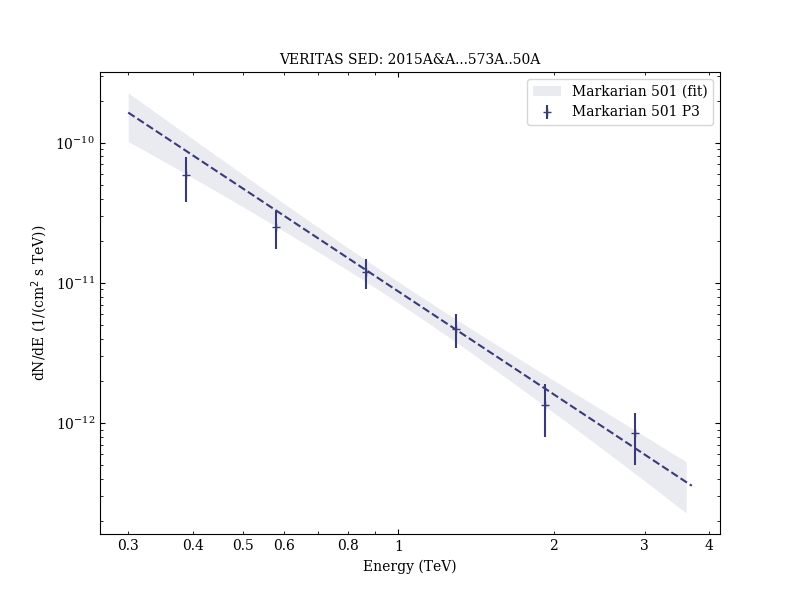 VERITAS SED: 2015A&A...573A..50A
Markarian 501 (fit)
Markarian 501 P3
dN/dE (1/(cm² s TeV))
10⁻¹⁰
10⁻¹¹
10⁻¹²
0.3 0.4 0.5 0.6 0.8 1 2 3 4
Energy (TeV)